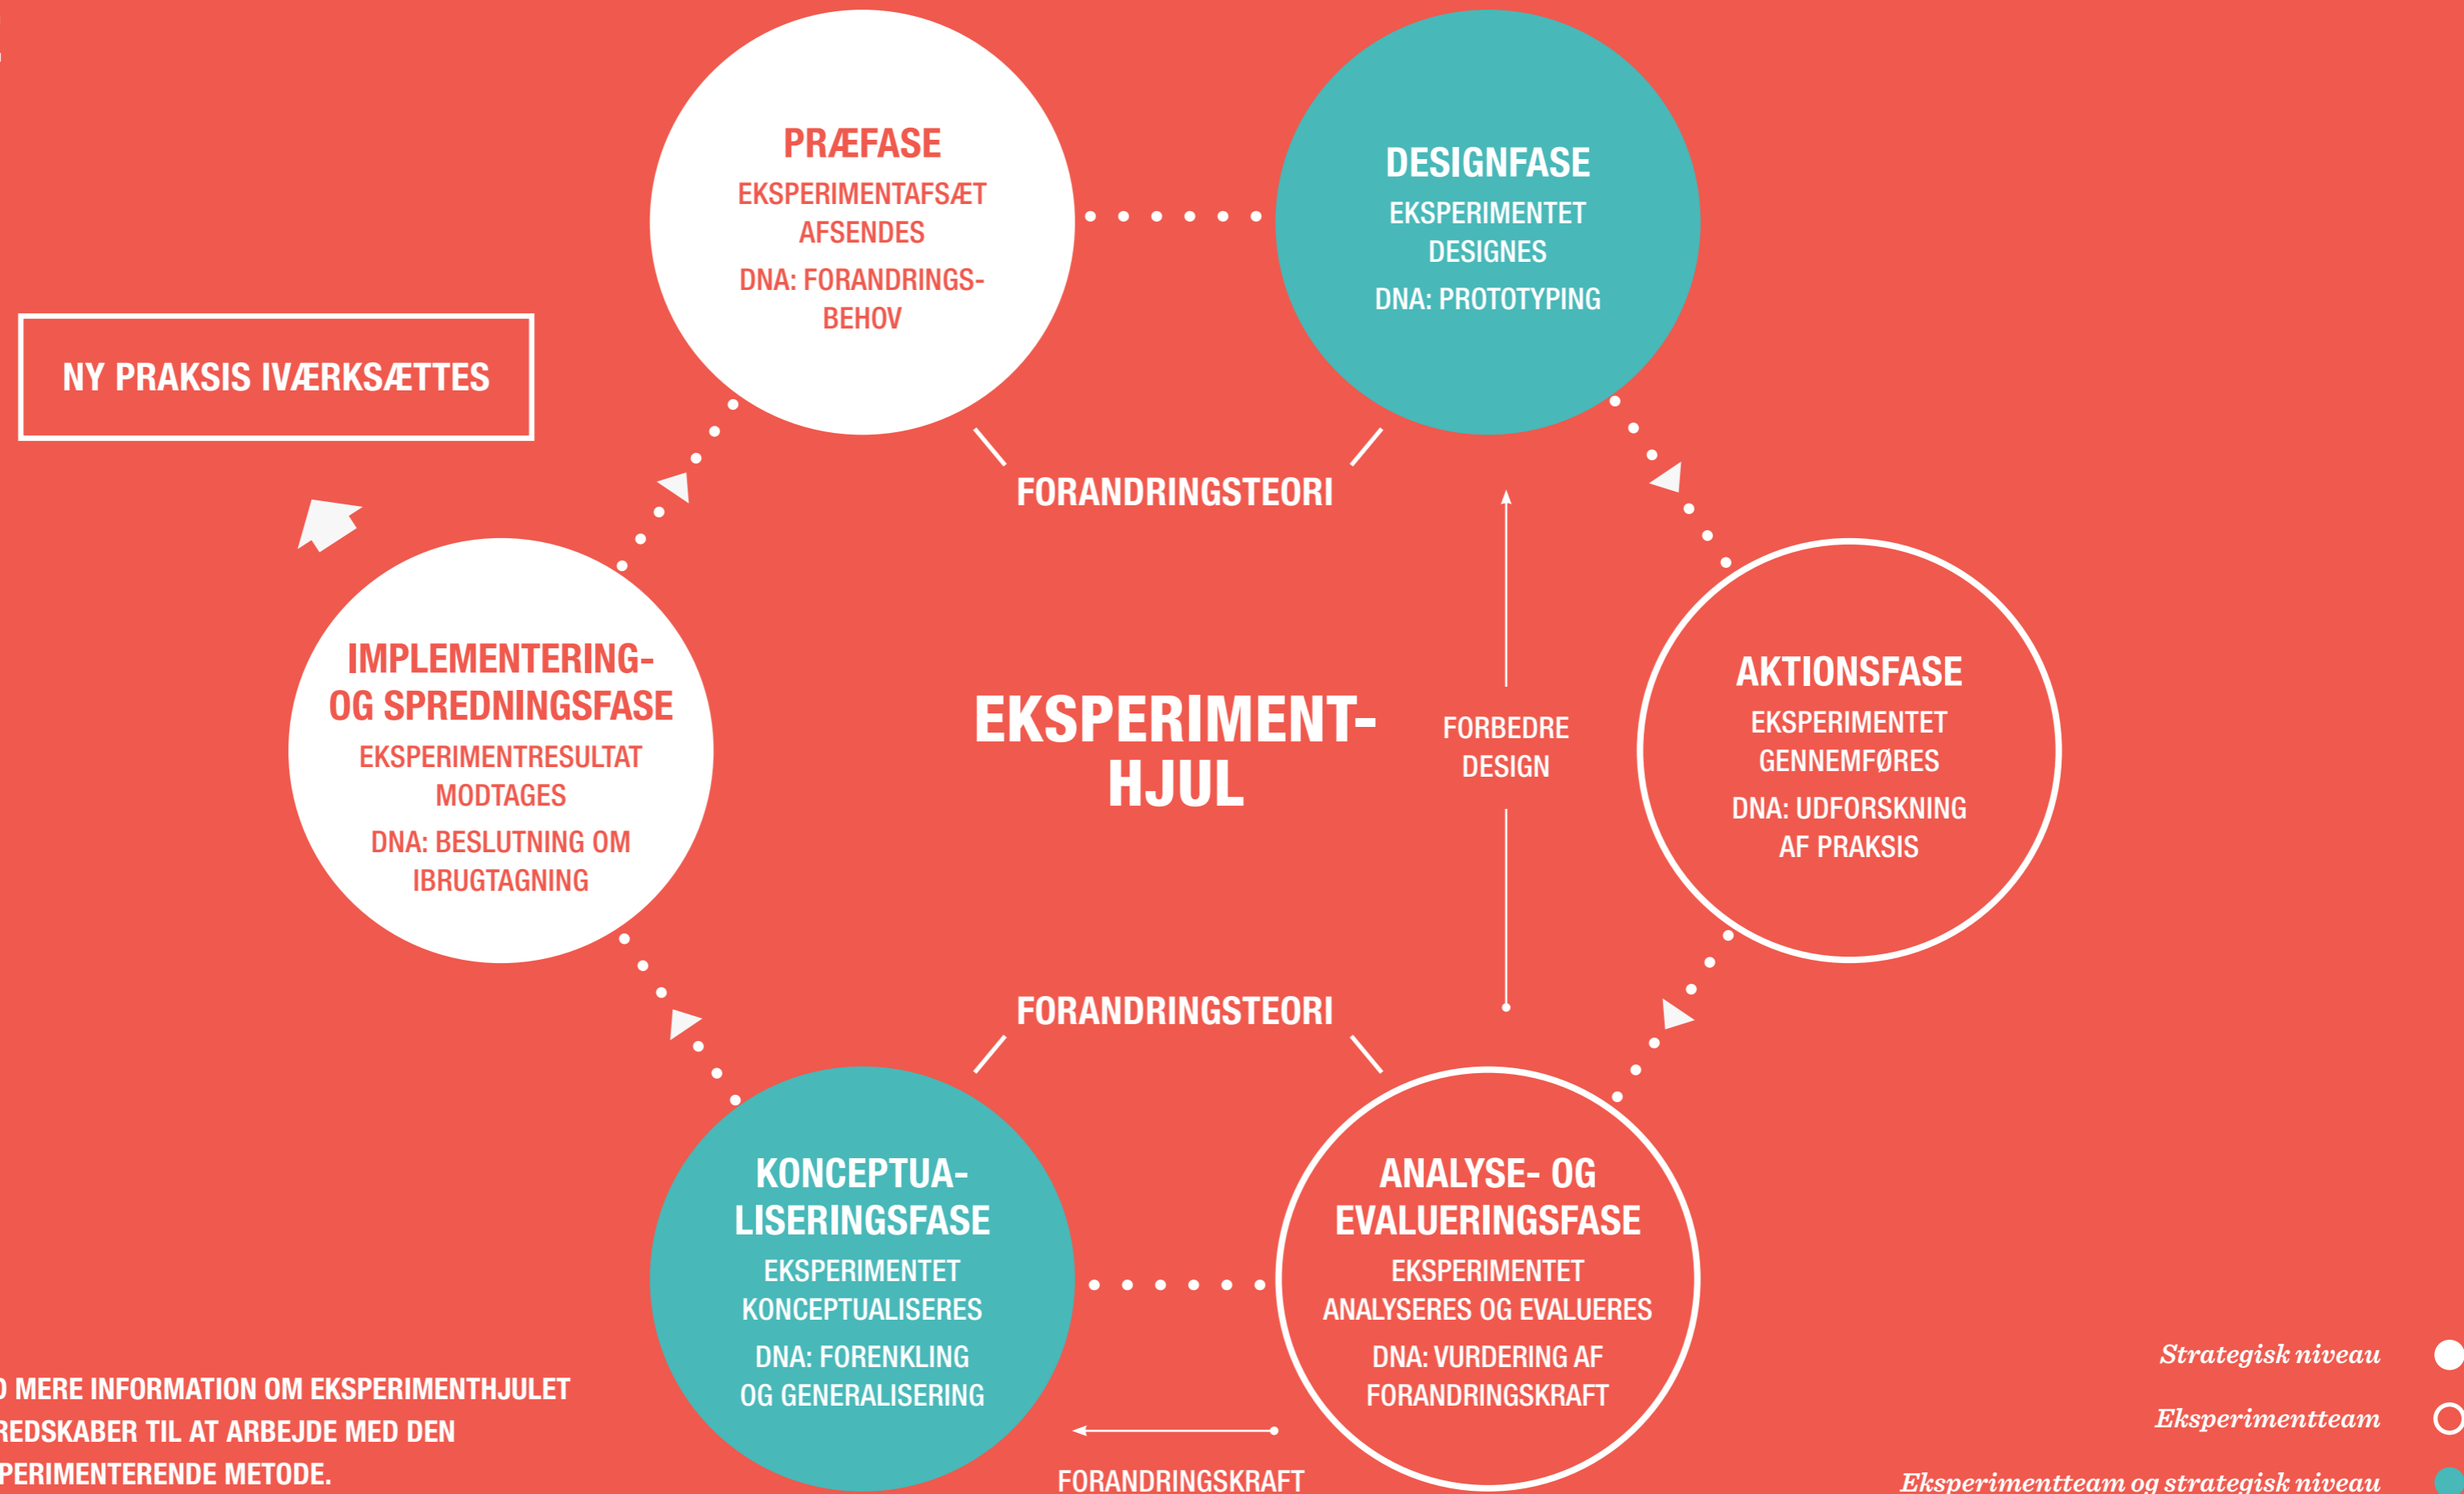 PRÆFASE
EKSPERIMENTAFSÆT
AFSENDES
DNA: FORANDRINGS-
BEHOV
DESIGNFASE
EKSPERIMENTET
DESIGNES
DNA: PROTOTYPING
NY PRAKSIS IVÆRKSÆTTES
FORANDRINGSTEORI
IMPLEMENTERING-
OG SPREDNINGSFASE
EKSPERIMENTRESULTAT
MODTAGES
DNA: BESLUTNING OM
IBRUGTAGNING
EKSPERIMENT-
HJUL
FORBEDRE
DESIGN
AKTIONSFASE
EKSPERIMENTET
GENNEMFØRES
DNA: UDFORSKNING
AF PRAKSIS
FORANDRINGSTEORI
KONCEPTUA-
LISERINGSFASE
EKSPERIMENTET
KONCEPTUALISERES
DNA: FORENKLING
OG GENERALISERING
ANALYSE- OG
EVALUERINGSFASE
EKSPERIMENTET
ANALYSERES OG EVALUERES
DNA: VURDERING AF
FORANDRINGSKRAFT
FORANDRINGSKRAFT
MERE INFORMATION OM EKSPERIMENTHJULET
REDSKABER TIL AT ARBEJDE MED DEN
PERIMENTERENDE METODE.
Strategisk niveau
Eksperimentteam
Eksperimentteam og strategisk niveau